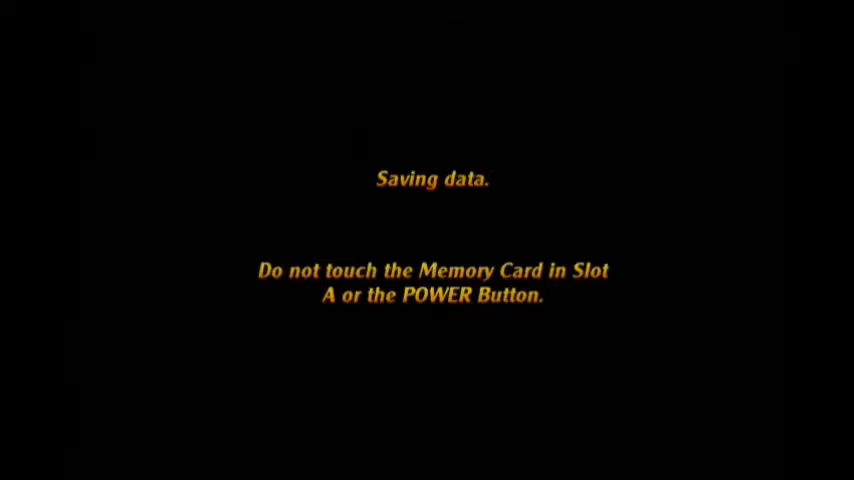 Saving data.
Do not touch the Memory Card in Slot
A or the POWER Button.